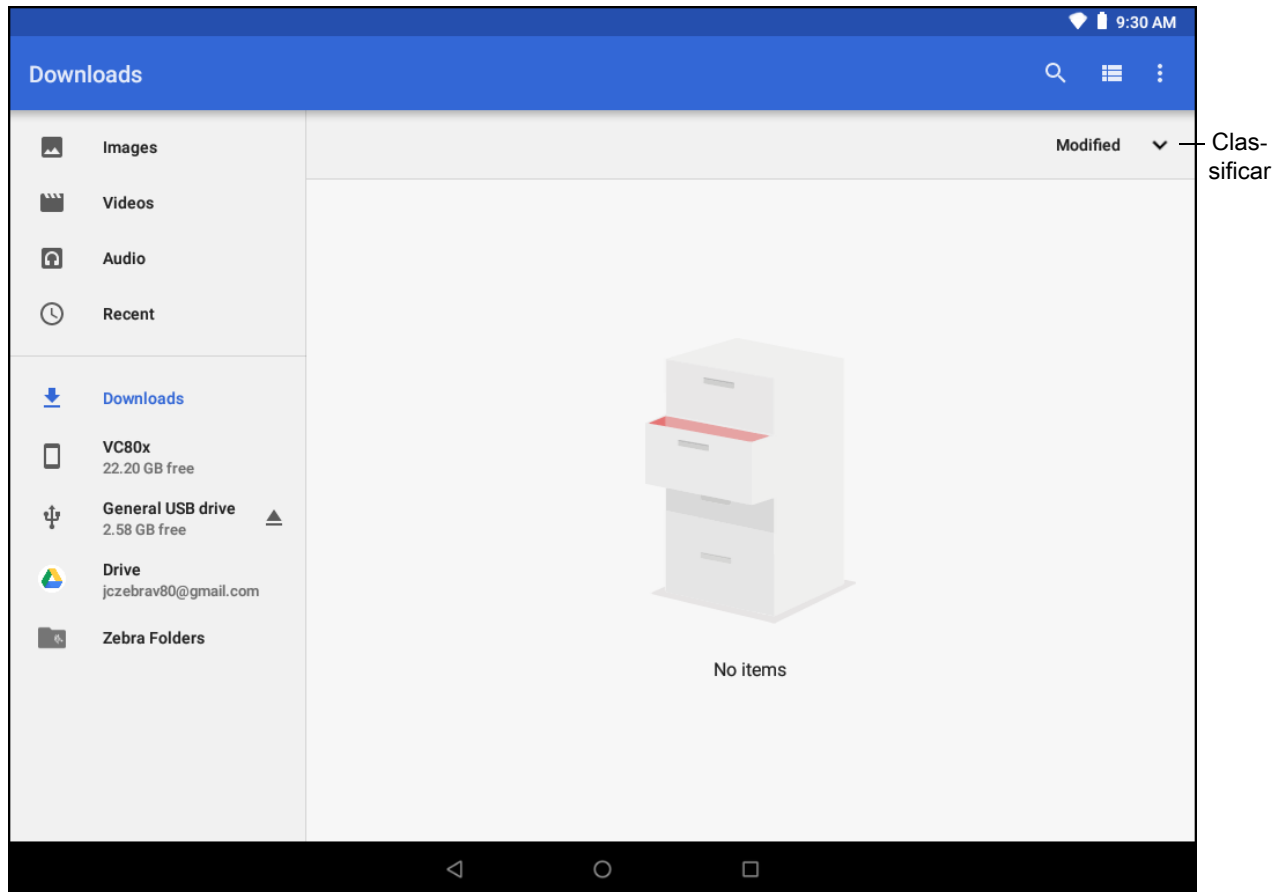 9:30 AM
Downloads
Images
Modified
Clas-
sificar
Videos
Audio
Recent
Downloads
VC80x
22.20 GB free
General USB drive
2.58 GB free
Drive
jczebrav80@gmail.com
Zebra Folders
No items